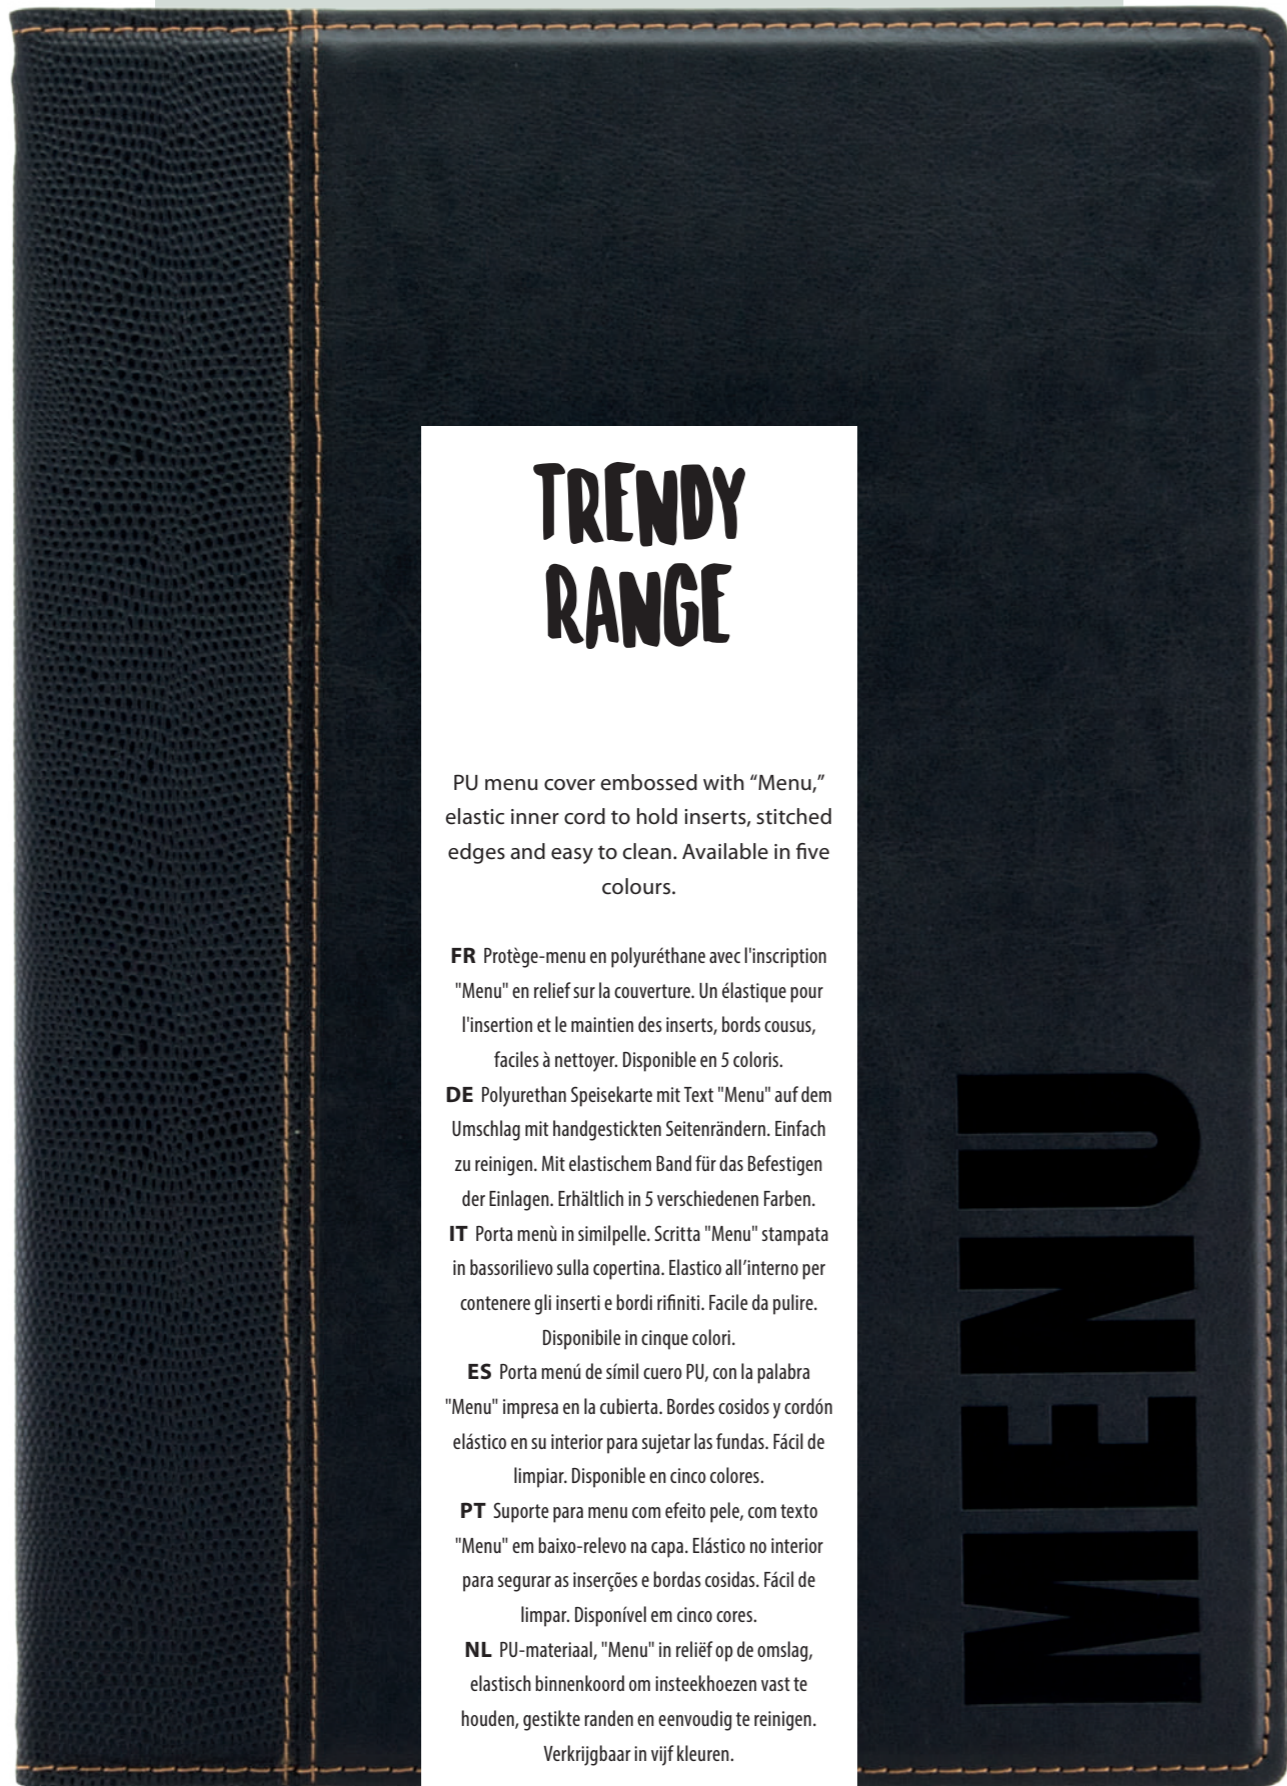 TRENDY
RANGE
PU menu cover embossed with “Menu,”
elastic inner cord to hold inserts, stitched
edges and easy to clean. Available in five
colours.
FR Protège-menu en polyuréthane avec l'inscription
"Menu" en relief sur la couverture. Un élastique pour
l'insertion et le maintien des inserts, bords cousus,
faciles à nettoyer. Disponible en 5 coloris.
DE Polyurethan Speisekarte mit Text "Menu" auf dem
Umschlag mit handgestickten Seitenrändern. Einfach
zu reinigen. Mit elastischem Band für das Befestigen
der Einlagen. Erhältlich in 5 verschiedenen Farben.
IT Porta menù in similpelle. Scritta "Menu" stampata
in bassorilievo sulla copertina. Elastico all’interno per
contenere gli inserti e bordi rifiniti. Facile da pulire.
Disponibile in cinque colori.
ES Porta menú de símil cuero PU, con la palabra
"Menu" impresa en la cubierta. Bordes cosidos y cordón
elástico en su interior para sujetar las fundas. Fácil de
limpiar. Disponible en cinco colores.
PT Suporte para menu com efeito pele, com texto
"Menu" em baixo-relevo na capa. Elástico no interior
para segurar as inserções e bordas cosidas. Fácil de
limpar. Disponível em cinco cores.
NL PU-materiaal, "Menu" in reliëf op de omslag,
elastisch binnenkoord om insteekhoezen vast te
houden, gestikte randen en eenvoudig te reinigen.
Verkrijgbaar in vijf kleuren.
MENU